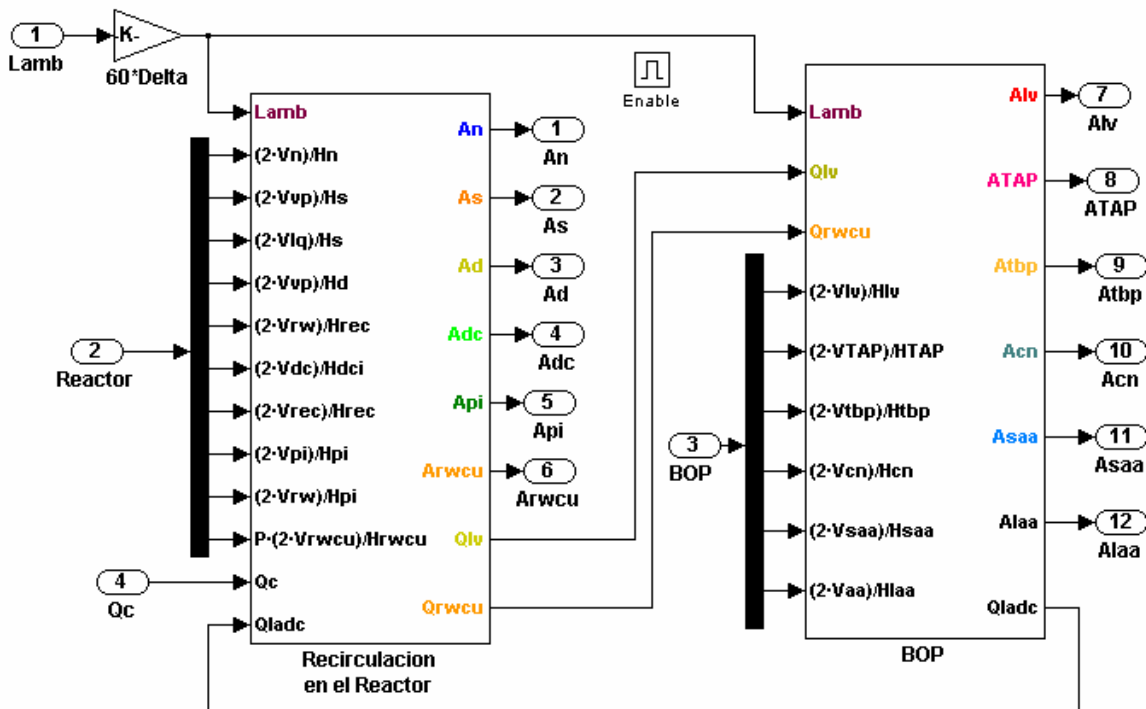 1
Lamb
-K-
60*Delta
Enable
Lamb
(2·Vn)/Hn
(2·Vvp)/Hs
(2·Vlq)/Hs
(2·Vvp)/Hd
(2·Vrw)/Hrec
(2·Vdc)/Hdci
(2·Vrec)/Hrec
(2·Vpi)/Hpi
(2·Vrw)/Hpi
P·(2·Vrwcu)/Hrwcu
Qc
Qladc
An
As
Ad
Adc
Api
Arwcu
Qlv
Qrwcu
Recirculacion
en el Reactor
2
Reactor
4
Qc
1
An
2
As
3
Ad
4
Adc
5
Api
6
Arwcu
3
BOP
Lamb
Qlv
Qrwcu
(2·Vlv)/Hlv
(2·VTAP)/HTAP
(2·Vtbp)/Htbp
(2·Vcn)/Hcn
(2·Vsaa)/Hsaa
(2·Vaa)/Hlaa
Alv
ATAP
Atbp
Acn
Asaa
Alaa
Qladc
BOP
7
Alv
8
ATAP
9
Atbp
10
Acn
11
Asaa
12
Alaa